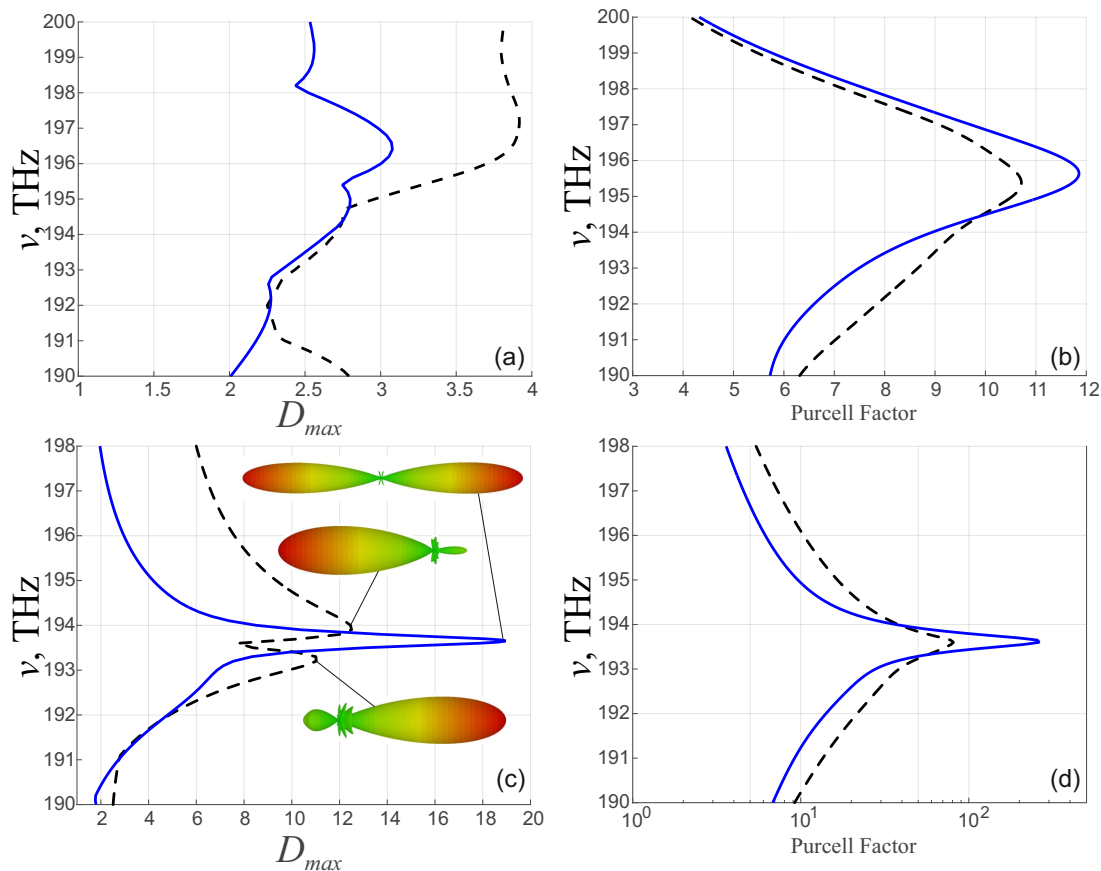 200
199
198
197
196
195
194
193
192
191
190
ν, THz
1 1.5 2 2.5 3 3.5 4
D_max
(a)
200
199
198
197
196
195
194
193
192
191
190
ν, THz
3 4 5 6 7 8 9 10 11 12
Purcell Factor
(b)
198
197
196
195
194
193
192
191
190
ν, THz
2 4 6 8 10 12 14 16 18 20
D_max
(c)
198
197
196
195
194
193
192
191
190
ν, THz
10^0 10^1 10^2
Purcell Factor
(d)